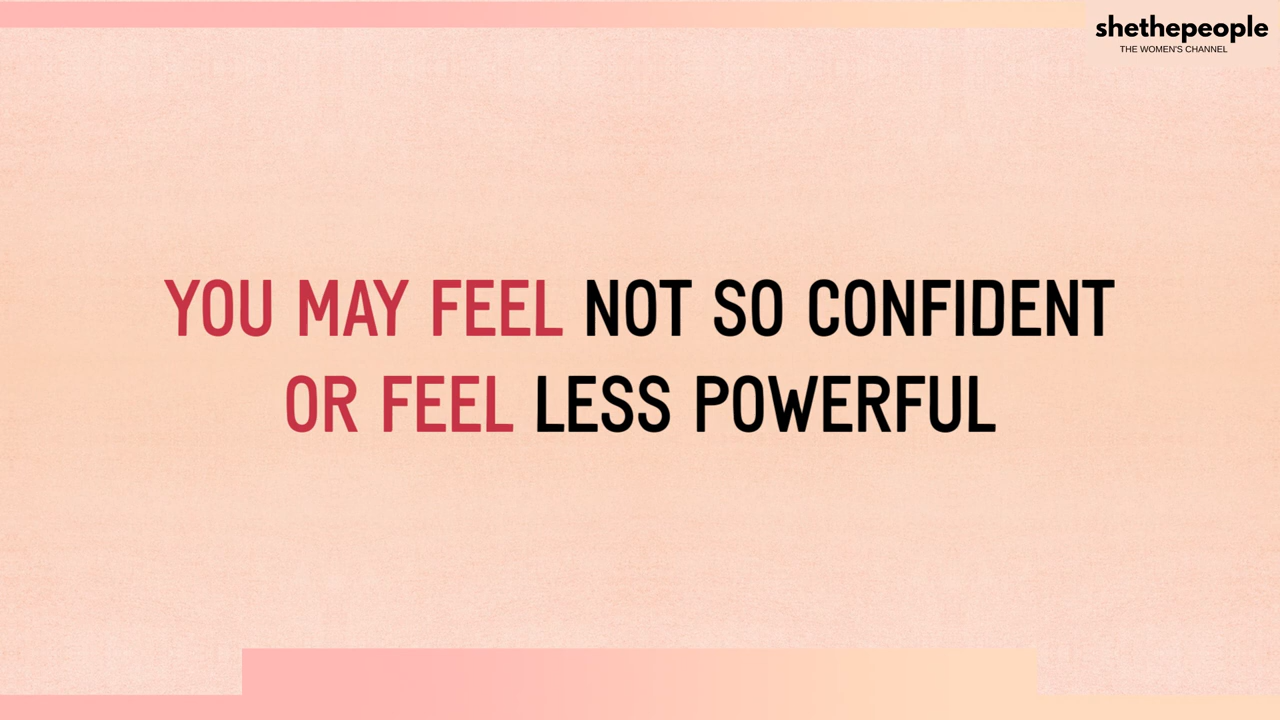 shethepeople
THE WOMEN'S CHANNEL
YOU MAY FEEL NOT SO CONFIDENT
OR FEEL LESS POWERFUL